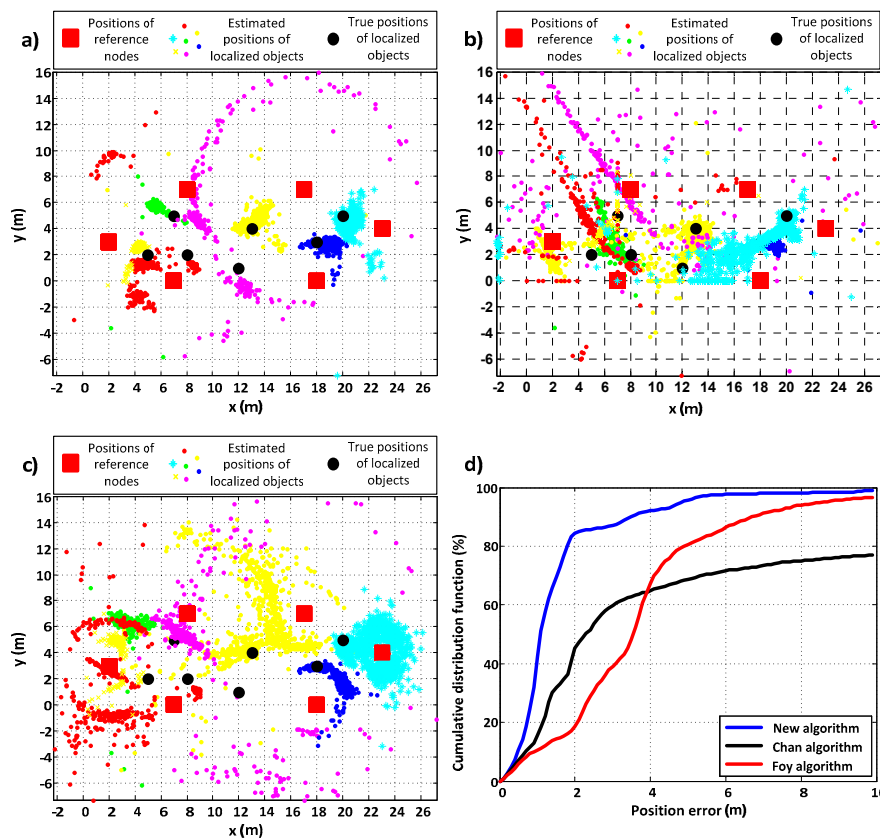 a)
Positions of
reference
nodes
Estimated
positions of
localized objects
True positions
of localized
objects
16
14
12
10
8
6
4
2
0
-2
-4
-6
y (m)
-2 0 2 4 6 8 10 12 14 16 18 20 22 24 26
x (m)
b)
Positions of
reference
nodes
Estimated
positions of
localized objects
True positions
of localized
objects
16
14
12
10
8
6
4
2
0
-2
-4
-6
y (m)
-2 0 2 4 6 8 10 12 14 16 18 20 22 24 26
x (m)
c)
Positions of
reference
nodes
Estimated
positions of
localized objects
True positions
of localized
objects
16
14
12
10
8
6
4
2
0
-2
-4
-6
y (m)
-2 0 2 4 6 8 10 12 14 16 18 20 22 24 26
x (m)
d)
100
80
60
40
20
0
Cumulative distribution function (%)
0 2 4 6 8 10
Position error (m)
New algorithm
Chan algorithm
Foy algorithm